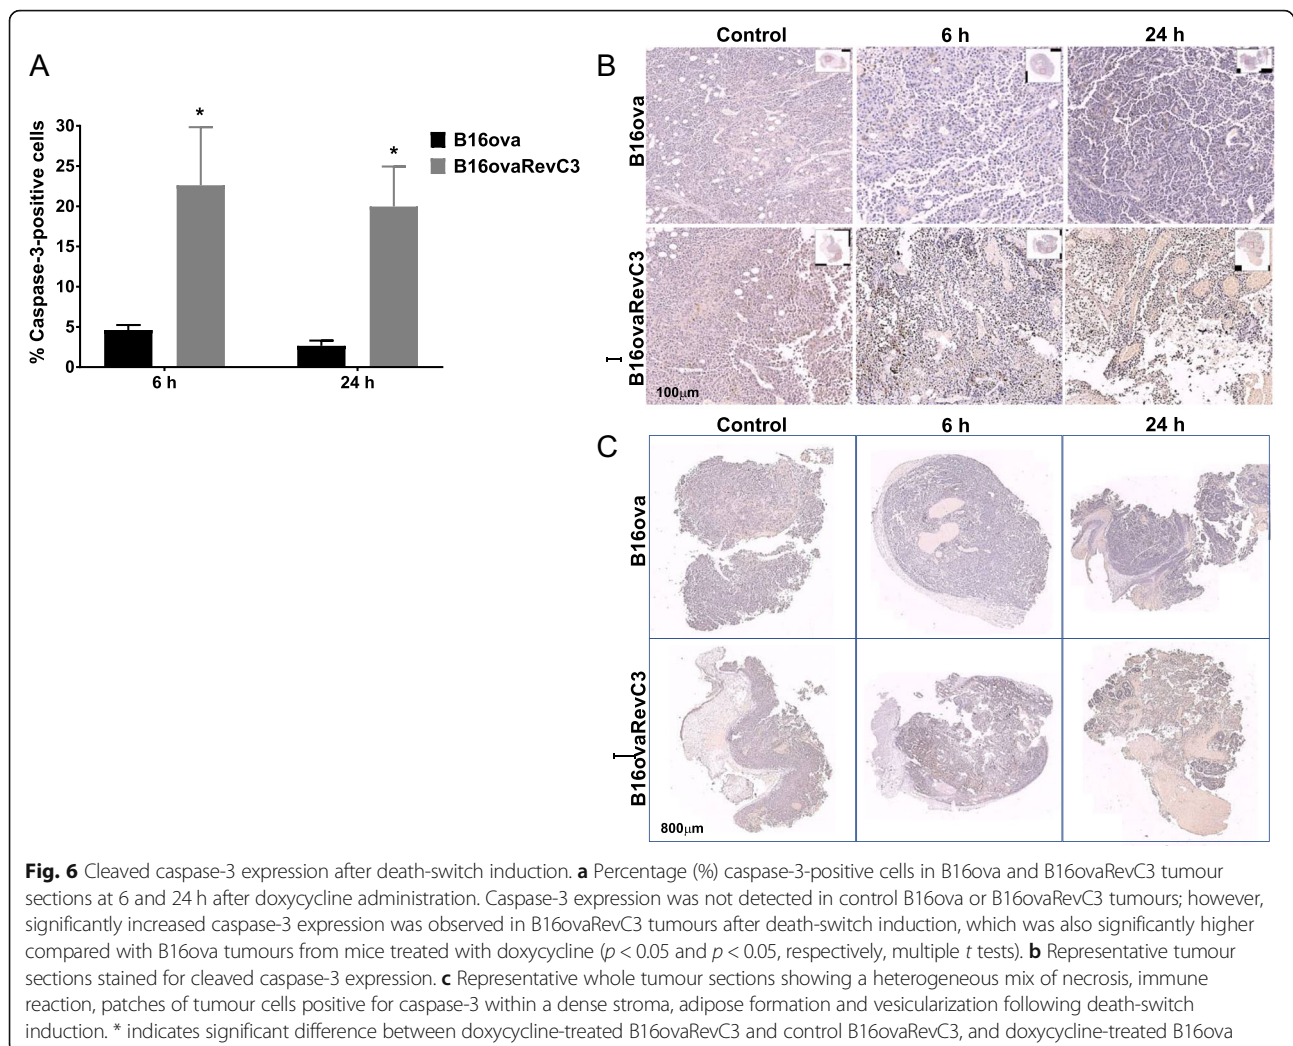 A
% Caspase-3-positive cells
30
25
20
15
10
5
0
*
*
6 h
24 h
B16ova
B16ovaRevC3
B
Control
6 h
24 h
B16ova
B16ovaRevC3
100μm
C
Control
6 h
24 h
B16ova
B16ovaRevC3
800μm
Fig. 6 Cleaved caspase-3 expression after death-switch induction. a Percentage (%) caspase-3-positive cells in B16ova and B16ovaRevC3 tumour
sections at 6 and 24 h after doxycycline administration. Caspase-3 expression was not detected in control B16ova or B16ovaRevC3 tumours; however,
significantly increased caspase-3 expression was observed in B16ovaRevC3 tumours after death-switch induction, which was also significantly higher
compared with B16ova tumours from mice treated with doxycycline (p < 0.05 and p < 0.05, respectively, multiple t tests). b Representative tumour
sections stained for cleaved caspase-3 expression. c Representative whole tumour sections showing a heterogeneous mix of necrosis, immune
reaction, patches of tumour cells positive for caspase-3 within a dense stroma, adipose formation and vesicularization following death-switch
induction. * indicates significant difference between doxycycline-treated B16ovaRevC3 and control B16ovaRevC3, and doxycycline-treated B16ova